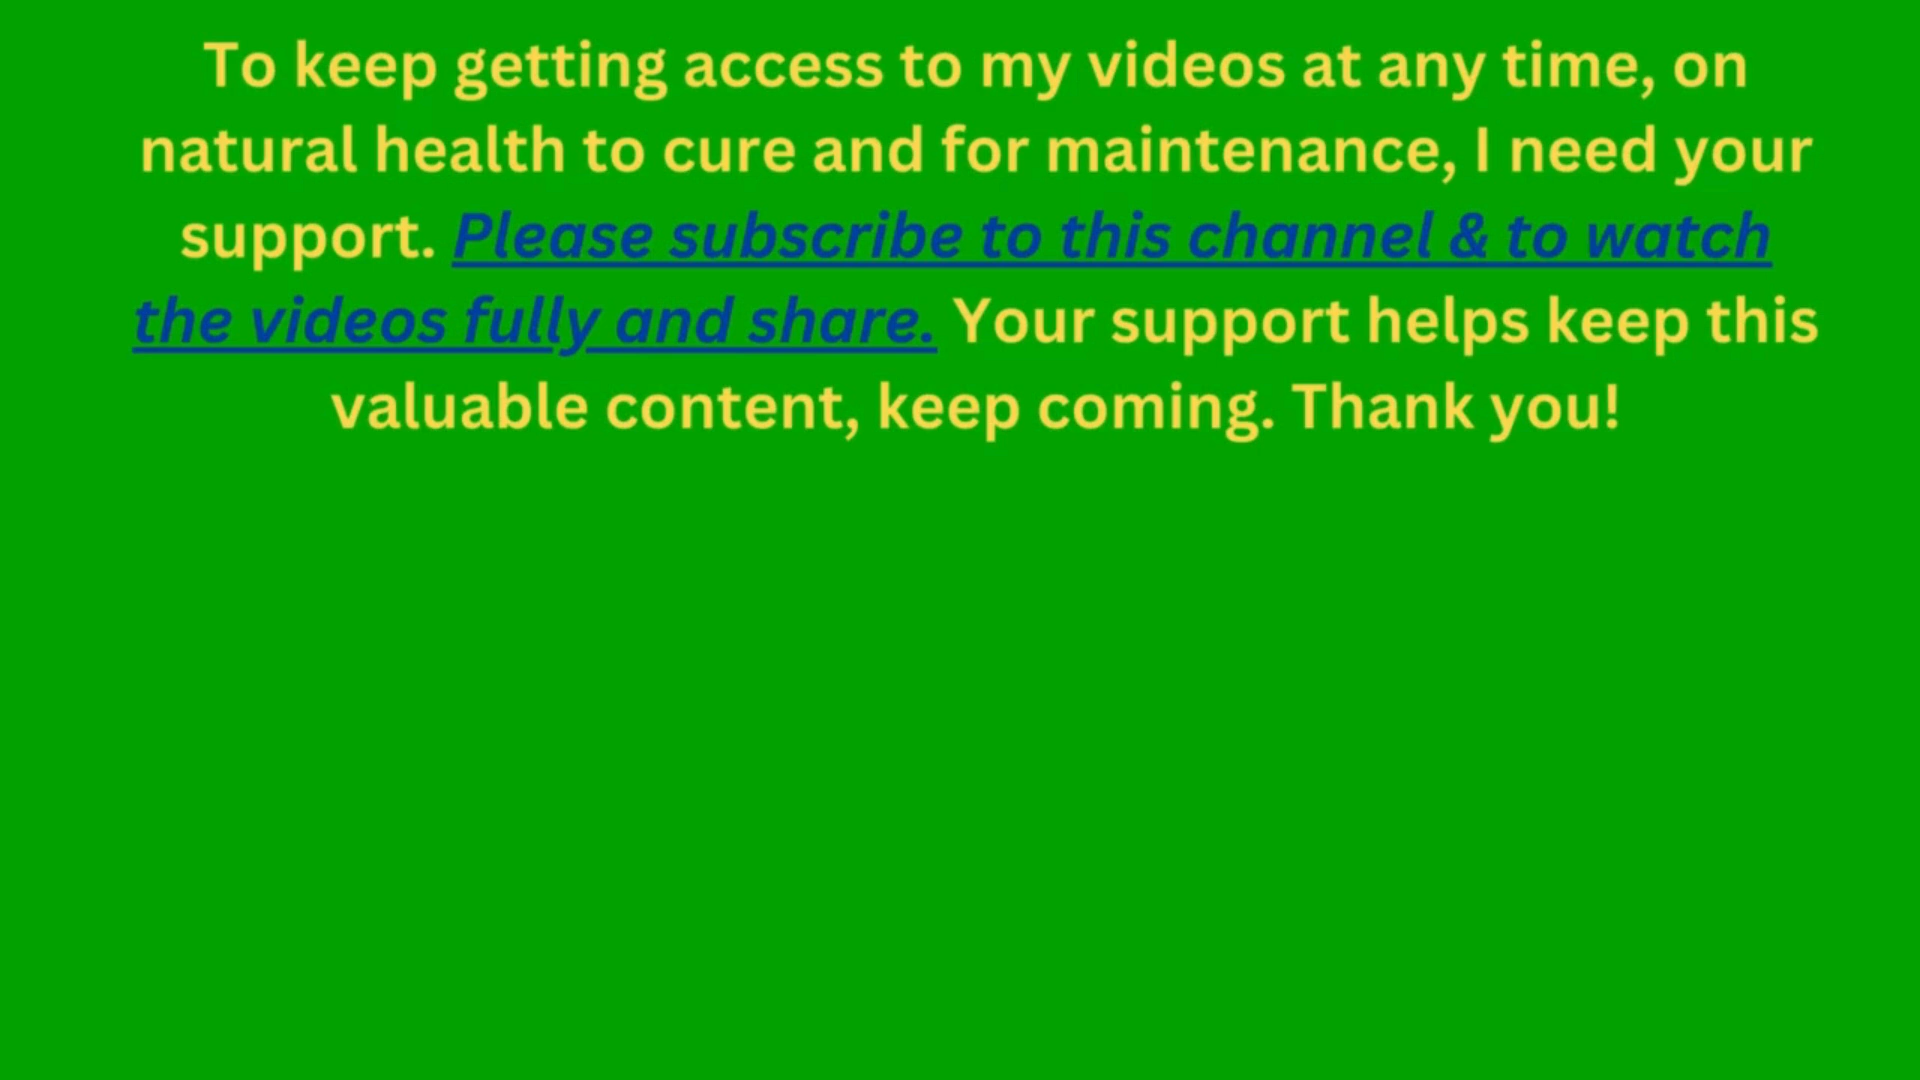 To keep getting access to my videos at any time, on
natural health to cure and for maintenance, I need your
support. Please subscribe to this channel & to watch
the videos fully and share. Your support helps keep this
valuable content, keep coming. Thank you!